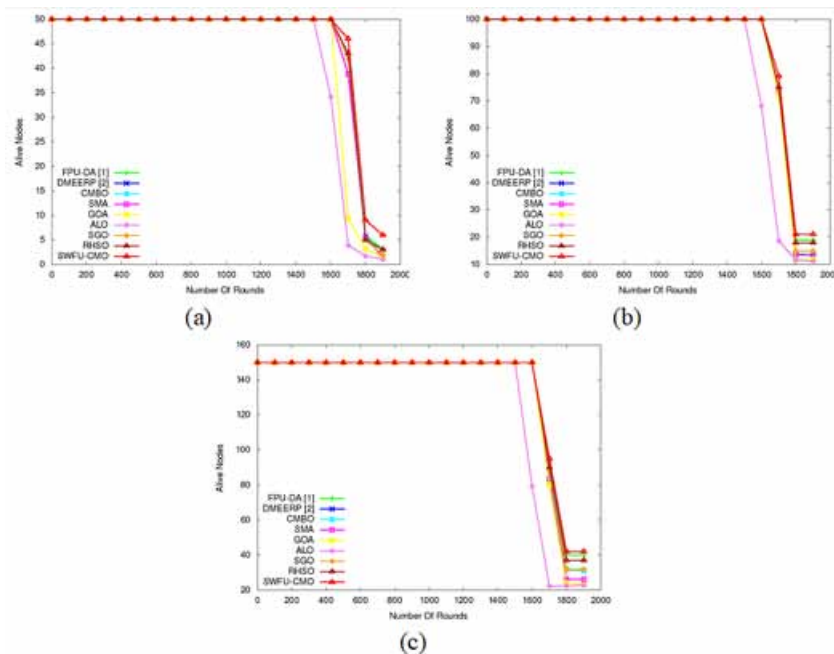 50
45
40
35
30
25
20
15
10
5
0
Alive Nodes
FPU-DA [1]
DMEERP [2]
CMBO
SMA
GOA
ALO
SGO
RHSO
SWFU-CMO
0 200 400 600 800 1000 1200 1400 1600 1800 2000
Number Of Rounds
(a)
100
90
80
70
60
50
40
30
20
10
Alive Nodes
FPU-DA [1]
DMEERP [2]
CMBO
SMA
GOA
ALO
SGO
RHSO
SWFU-CMO
0 200 400 600 800 1000 1200 1400 1600 1800 2000
Number Of Rounds
(b)
160
140
120
100
80
60
40
20
Alive Nodes
FPU-DA [1]
DMEERP [2]
CMBO
SMA
GOA
ALO
SGO
RHSO
SWFU-CMO
0 200 400 600 800 1000 1200 1400 1600 1800 2000
Number Of Rounds
(c)